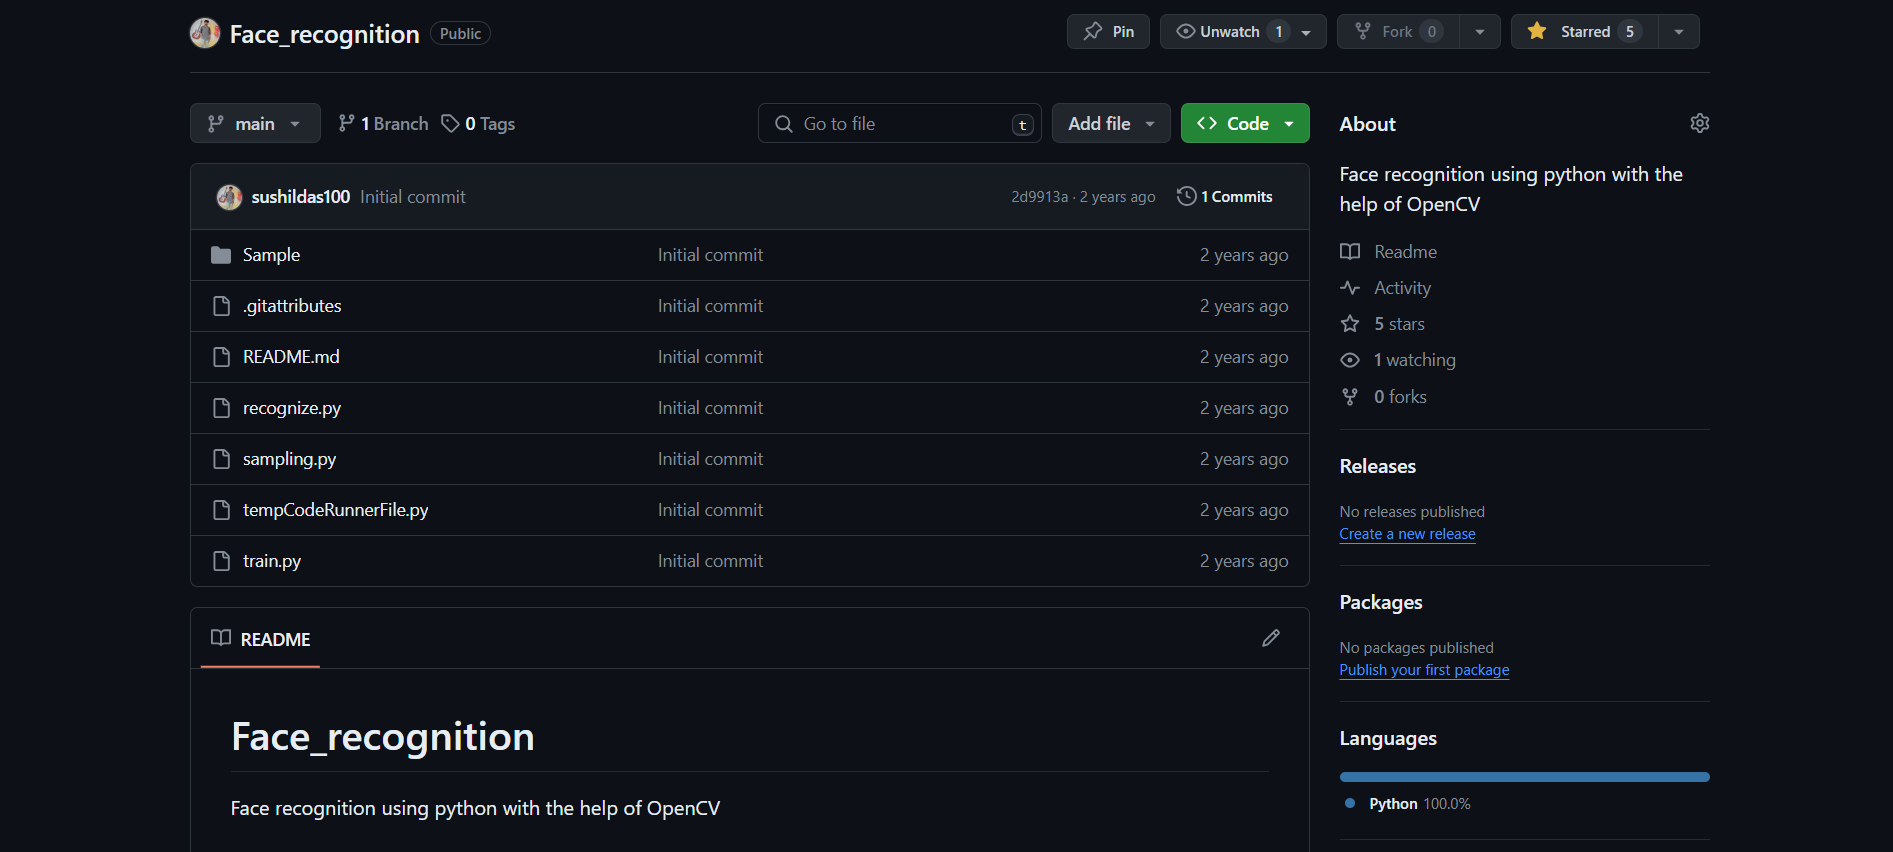 Face_recognition Public Pin Unwatch 1 Fork 0 Starred 5
main 1 Branch 0 Tags Go to file t Add file Code
sushildas100 Initial commit 2d9913a · 2 years ago 1 Commits
Sample Initial commit 2 years ago
.gitattributes Initial commit 2 years ago
README.md Initial commit 2 years ago
recognize.py Initial commit 2 years ago
sampling.py Initial commit 2 years ago
tempCodeRunnerFile.py Initial commit 2 years ago
train.py Initial commit 2 years ago
README
Face_recognition
Face recognition using python with the help of OpenCV
About
Face recognition using python with the
help of OpenCV
Readme
Activity
5 stars
1 watching
0 forks
Releases
No releases published
Create a new release
Packages
No packages published
Publish your first package
Languages
Python 100.0%